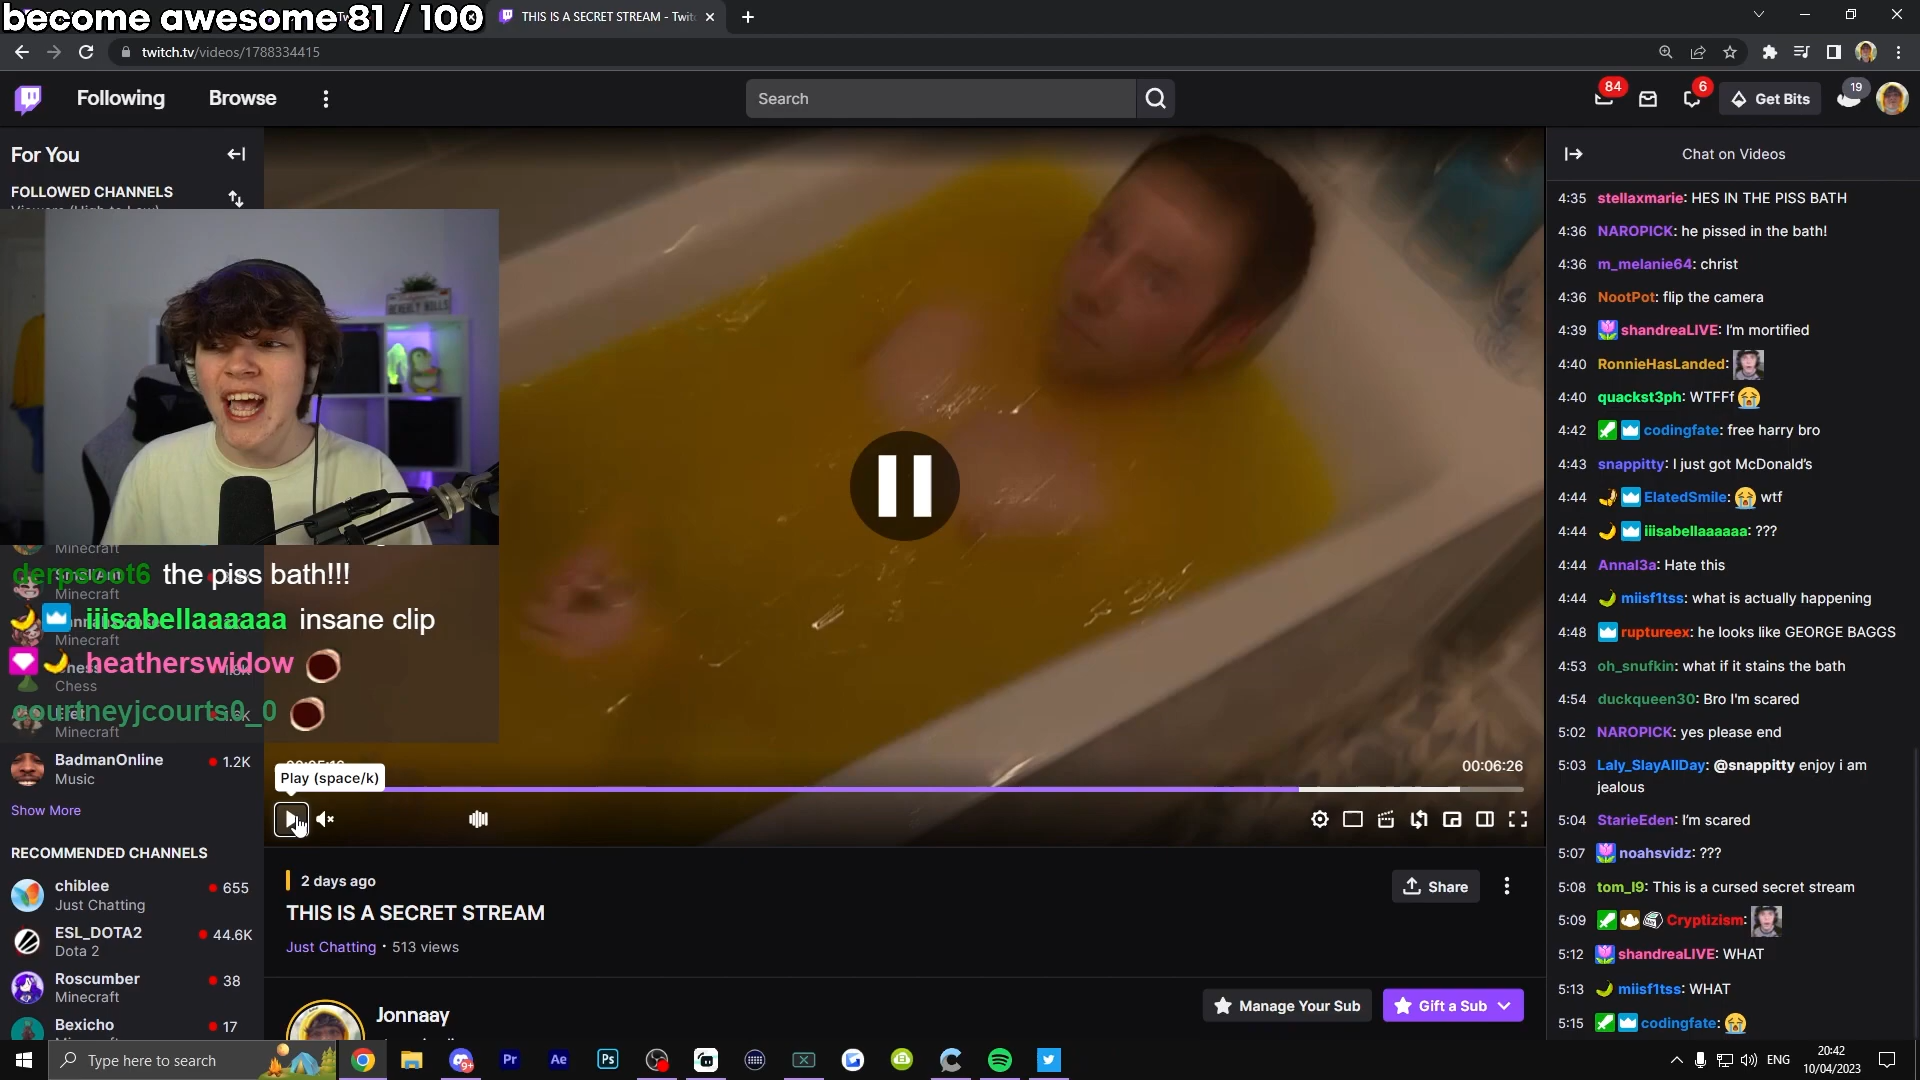 become awesome 81 / 100
THIS IS A SECRET STREAM - Twit
twitch.tv/videos/1788334415
Following
Browse
Search
84
6
Get Bits
19
For You
FOLLOWED CHANNELS
Chat on Videos
4:35 stellaxmarie: HES IN THE PISS BATH
4:36 NAROPICK: he pissed in the bath!
4:36 m_melanie64: christ
4:36 NootPot: flip the camera
4:39 shandreaLIVE: I'm mortified
4:40 RonnieHasLanded:
4:40 quackst3ph: WTFFf
4:42 codingfate: free harry bro
4:43 snappitty: I just got McDonald's
4:44 ElatedSmile: wtf
4:44 iiisabellaaaaaa: ???
4:44 Annal3a: Hate this
4:44 miisf1tss: what is actually happening
4:48 ruptureex: he looks like GEORGE BAGGS
4:53 oh_snufkin: what if it stains the bath
4:54 duckqueen30: Bro I'm scared
5:02 NAROPICK: yes please end
5:03 Laly_SlayAllDay: @snappitty enjoy i am
jealous
5:04 StarieEden: I'm scared
5:07 noahsvidz: ???
5:08 tom_l9: This is a cursed secret stream
5:09 Cryptizism:
5:12 shandreaLIVE: WHAT
5:13 miisf1tss: WHAT
5:15 codingfate:
BEVERLY HILLS
Minecraft
derpsoot6 the piss bath!!!
iiisabellaaaaaa insane clip
Minecraft
heatherswidow
Chess
courtneyjcourts0_0
Minecraft
BadmanOnline
1.2K
Music
Show More
RECOMMENDED CHANNELS
chiblee
655
Just Chatting
ESL_DOTA2
44.6K
Dota 2
Roscumber
38
Minecraft
Bexicho
17
Play (space/k)
00:06:26
2 days ago
THIS IS A SECRET STREAM
Just Chatting • 513 views
Share
Jonnaay
Manage Your Sub
Gift a Sub
Type here to search
9+
Pr
Ae
Ps
ENG
20:42
10/04/2023